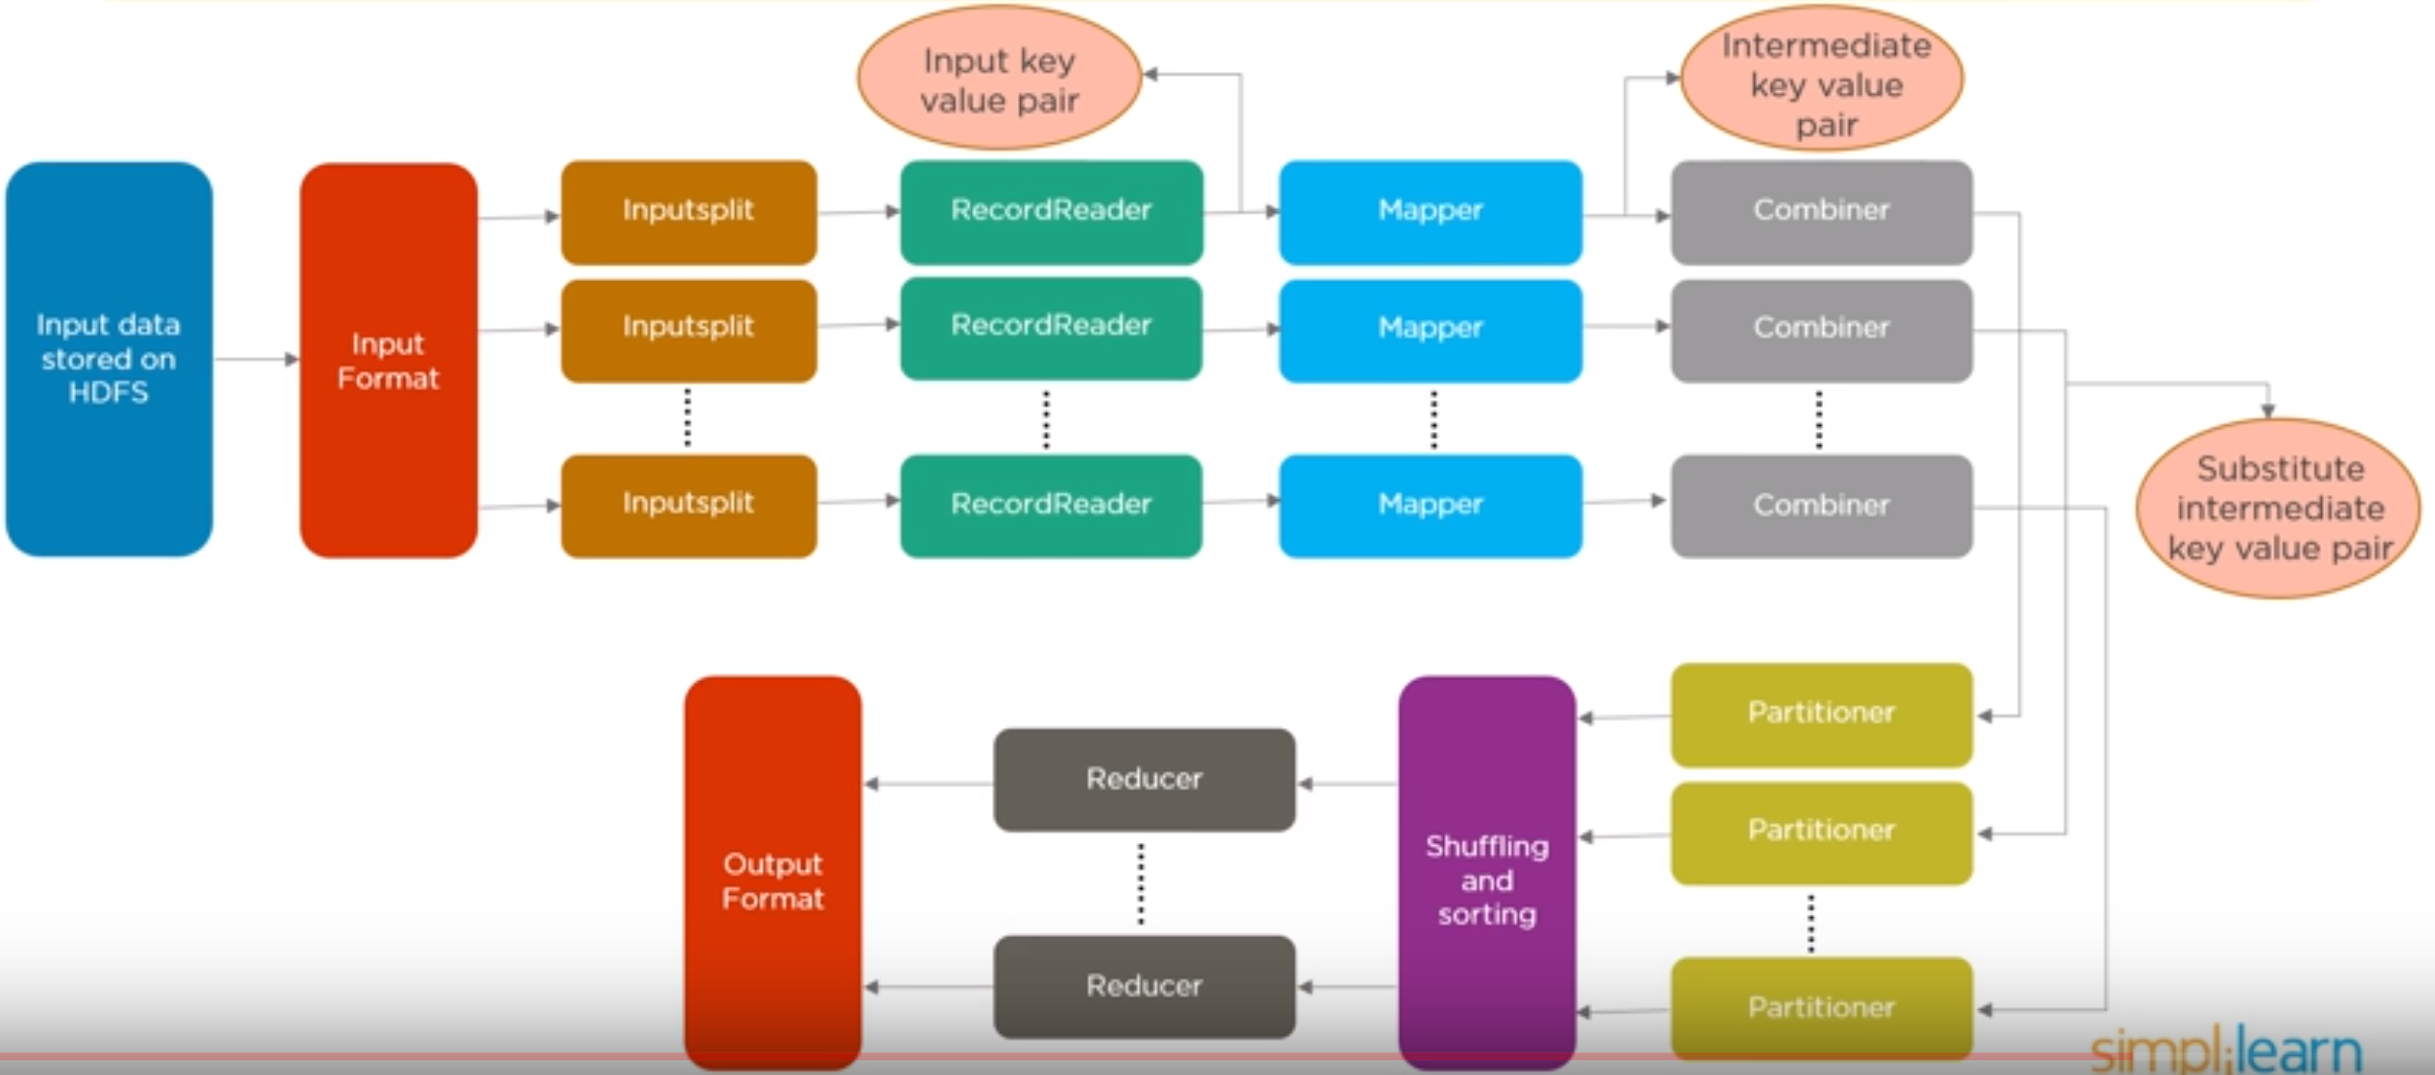 Input key
value pair
Intermediate
key value
pair
Input data
stored on
HDFS
Input
Format
Inputsplit
RecordReader
Mapper
Combiner
Inputsplit
RecordReader
Mapper
Combiner
Inputsplit
RecordReader
Mapper
Combiner
Substitute
intermediate
key value pair
Output
Format
Reducer
Reducer
Shuffling
and
sorting
Partitioner
Partitioner
Partitioner
simplilearn